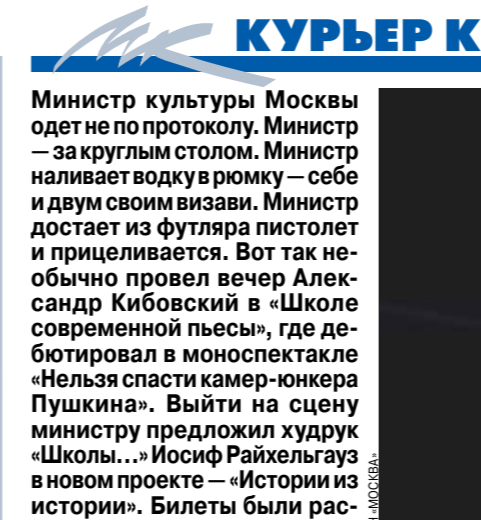 МК КУРЬЕР К
Министр культуры Москвы
одет не по протоколу. Министр
— за круглым столом. Министр
наливает водку в рюмку — себе
и двум своим визави. Министр
достает из футляра пистолет
и прицеливается. Вот так не-
обычно провел вечер Алек-
сандр Кибовский в «Школе
современной пьесы», где де-
бютировал в моноспектакле
«Нельзя спасти камер-юнкера
Пушкина». Выйти на сцену
министру предложил худрук
«Школы…» Иосиф Райхельгауз
в новом проекте — «Истории из
истории». Билеты были рас-
«МОСКВА»